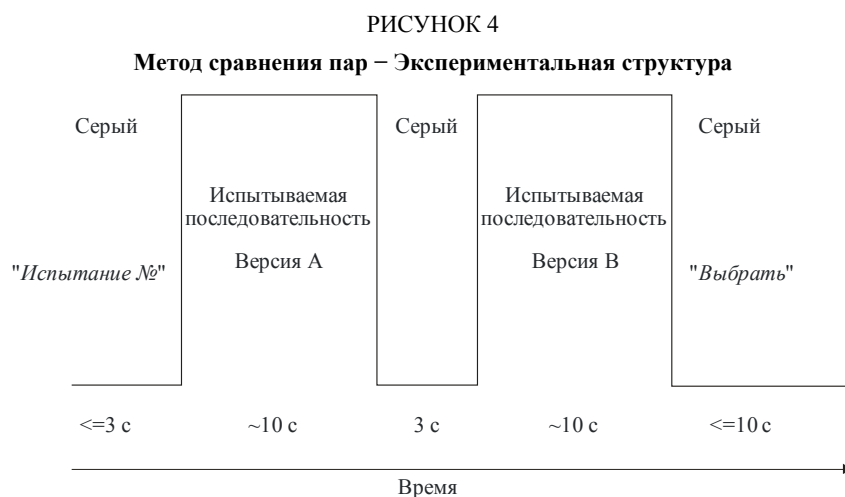 РИСУНОК 4
Метод сравнения пар − Экспериментальная структура
Серый
Серый
Серый
"Испытание №"
Испытываемая
последовательность
Версия A
Испытываемая
последовательность
Версия B
"Выбрать"
<=3 с
~10 с
3 с
~10 с
<=10 с
Время